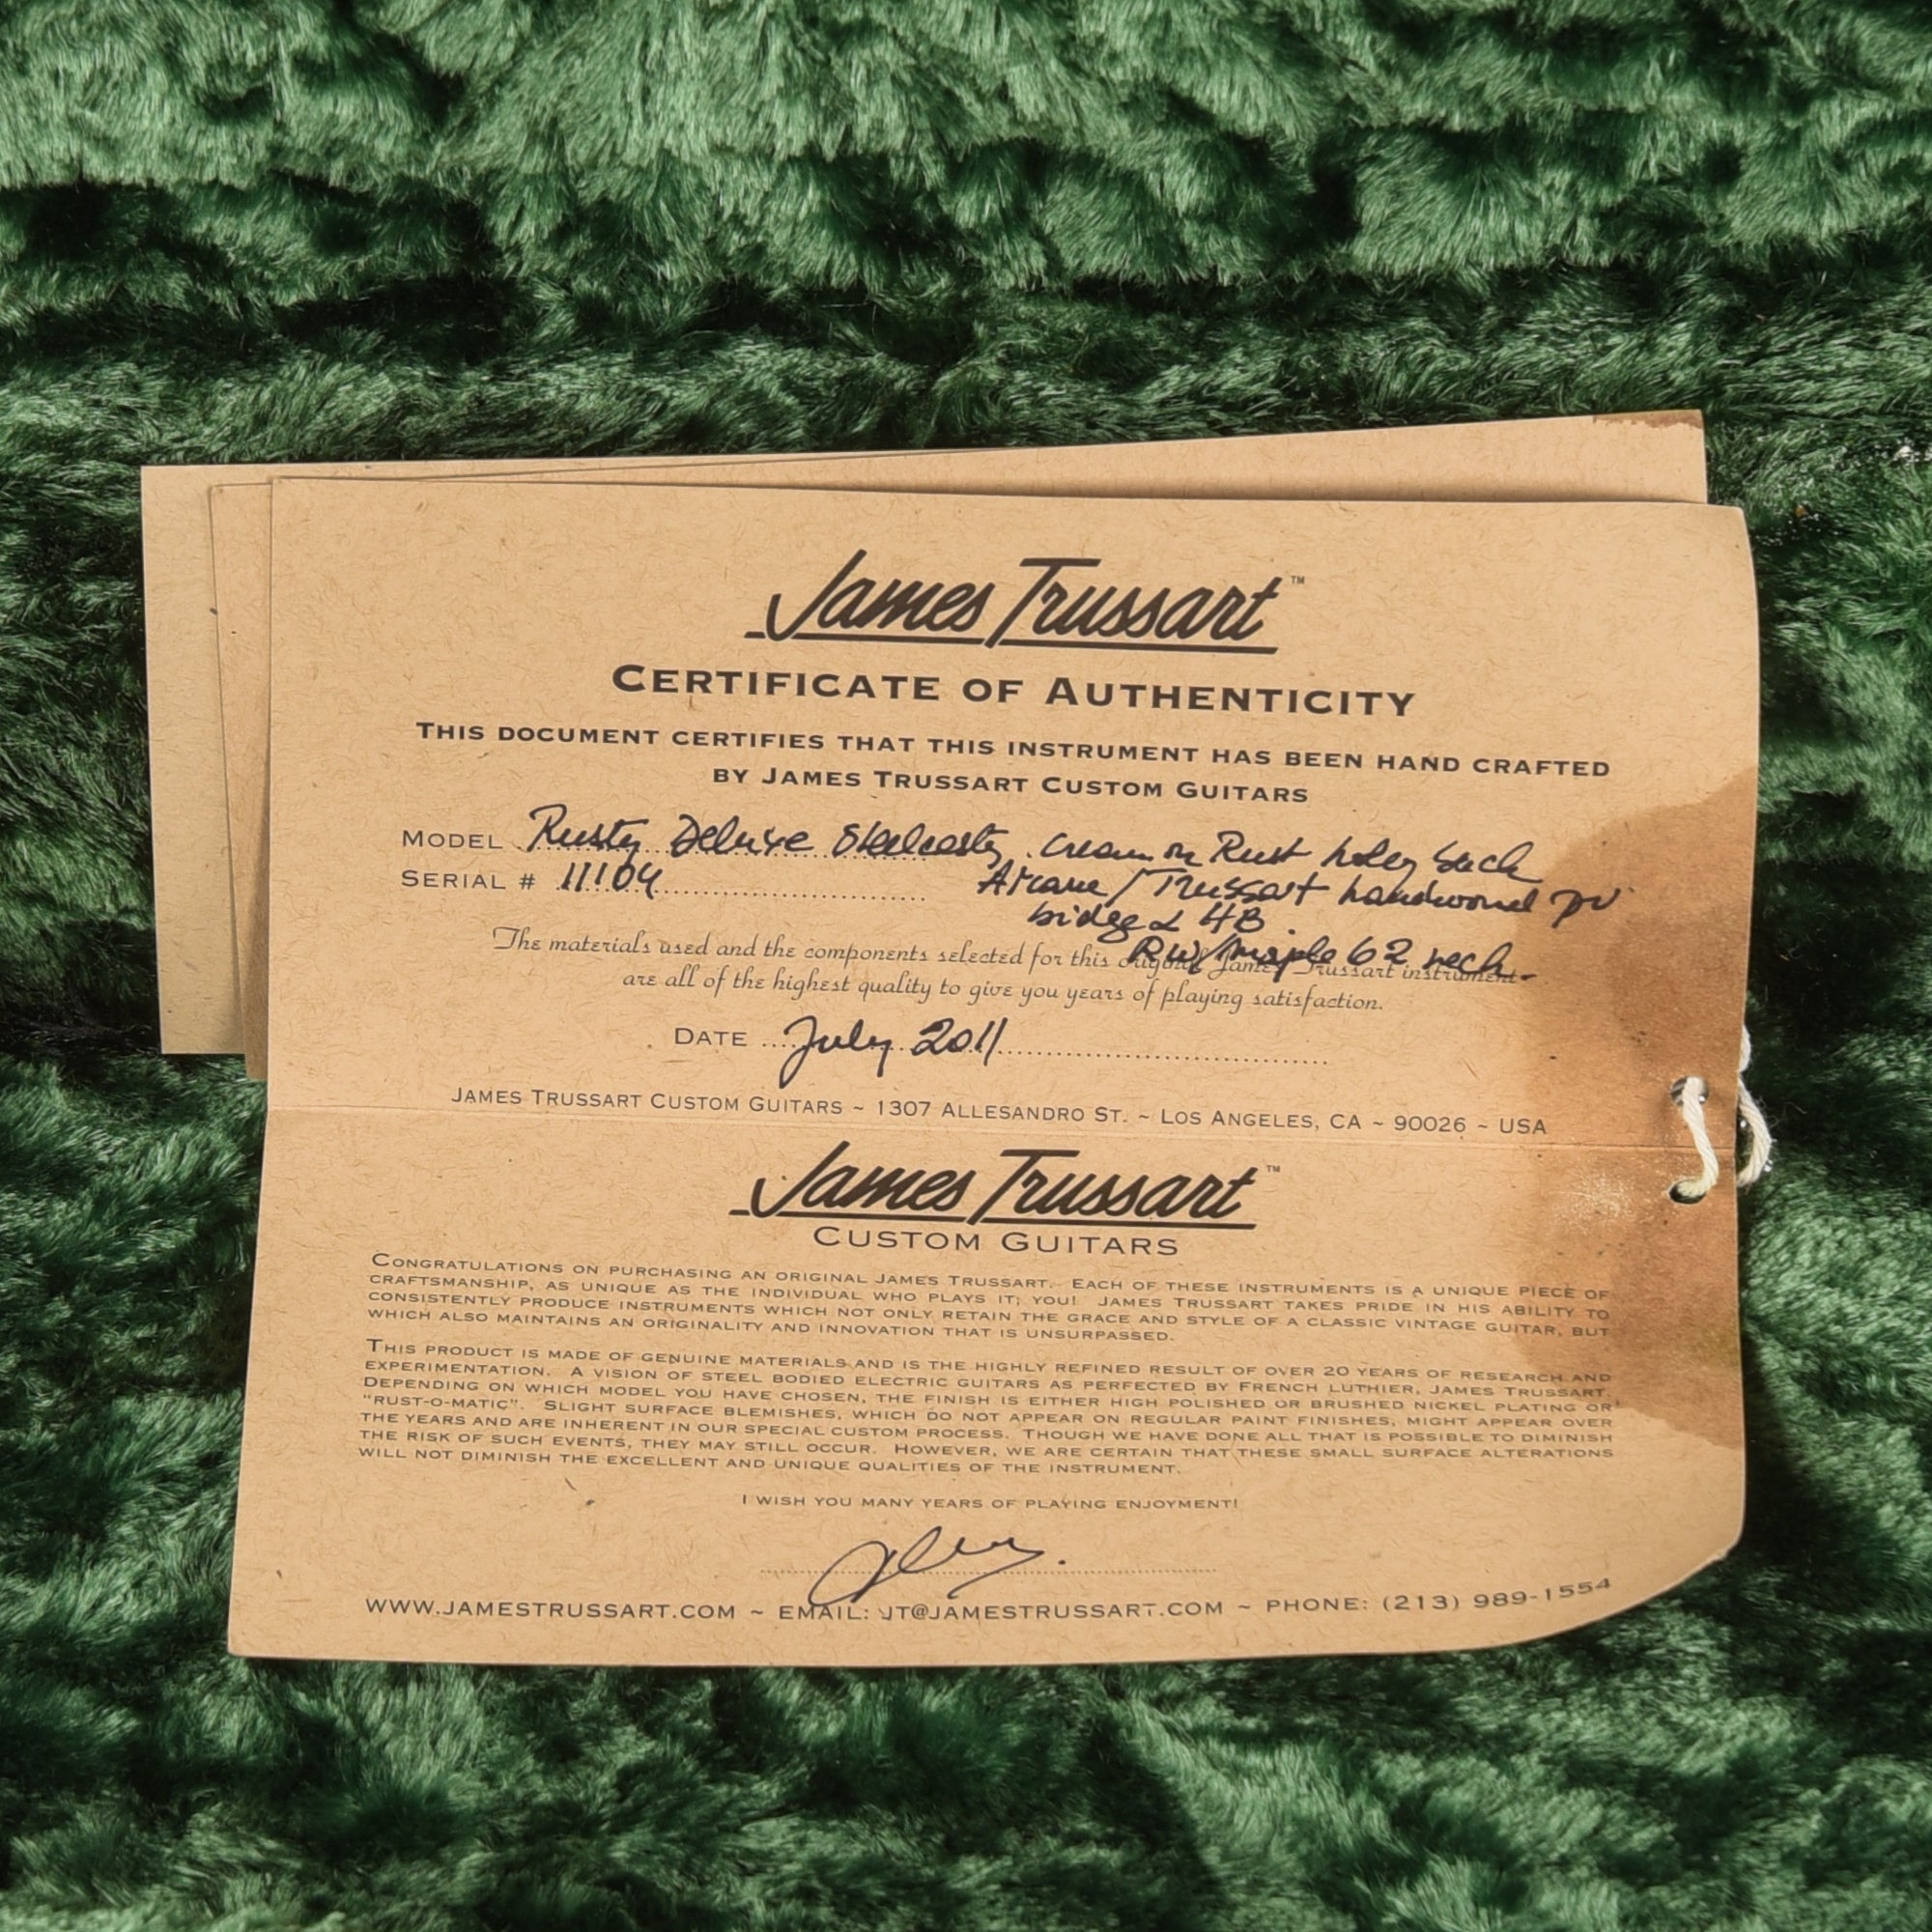 James Trussart™
CERTIFICATE OF AUTHENTICITY
THIS DOCUMENT CERTIFIES THAT THIS INSTRUMENT HAS BEEN HAND CRAFTED
BY JAMES TRUSSART CUSTOM GUITARS
MODEL Rusty Deluxe Steelcaster, Cream on Rust holey back
SERIAL # 11104 Arcane / Trussart handwound pu
bridge & HB.
RW/maple 62 neck.
The materials used and the components selected for this original James Trussart instrument
are all of the highest quality to give you years of playing satisfaction.
DATE July 2011
JAMES TRUSSART CUSTOM GUITARS ~ 1307 ALLESANDRO ST. ~ LOS ANGELES, CA ~ 90026 ~ USA
James Trussart™
CUSTOM GUITARS
CONGRATULATIONS ON PURCHASING AN ORIGINAL JAMES TRUSSART. EACH OF THESE INSTRUMENTS IS A UNIQUE PIECE OF
CRAFTSMANSHIP, AS UNIQUE AS THE INDIVIDUAL WHO PLAYS IT; YOU! JAMES TRUSSART TAKES PRIDE IN HIS ABILITY TO
CONSISTENTLY PRODUCE INSTRUMENTS WHICH NOT ONLY RETAIN THE GRACE AND STYLE OF A CLASSIC VINTAGE GUITAR, BUT
WHICH ALSO MAINTAINS AN ORIGINALITY AND INNOVATION THAT IS UNSURPASSED.
THIS PRODUCT IS MADE OF GENUINE MATERIALS AND IS THE HIGHLY REFINED RESULT OF OVER 20 YEARS OF RESEARCH AND
EXPERIMENTATION. A VISION OF STEEL BODIED ELECTRIC GUITARS AS PERFECTED BY FRENCH LUTHIER, JAMES TRUSSART.
DEPENDING ON WHICH MODEL YOU HAVE CHOSEN, THE FINISH IS EITHER HIGH POLISHED OR BRUSHED NICKEL PLATING OR
"RUST-O-MATIC". SLIGHT SURFACE BLEMISHES, WHICH DO NOT APPEAR ON REGULAR PAINT FINISHES, MIGHT APPEAR OVER
THE YEARS AND ARE INHERENT IN OUR SPECIAL CUSTOM PROCESS. THOUGH WE HAVE DONE ALL THAT IS POSSIBLE TO DIMINISH
THE RISK OF SUCH EVENTS, THEY MAY STILL OCCUR. HOWEVER, WE ARE CERTAIN THAT THESE SMALL SURFACE ALTERATIONS
WILL NOT DIMINISH THE EXCELLENT AND UNIQUE QUALITIES OF THE INSTRUMENT.
I WISH YOU MANY YEARS OF PLAYING ENJOYMENT!
WWW.JAMESTRUSSART.COM ~ EMAIL: JT@JAMESTRUSSART.COM ~ PHONE: (213) 989-1554